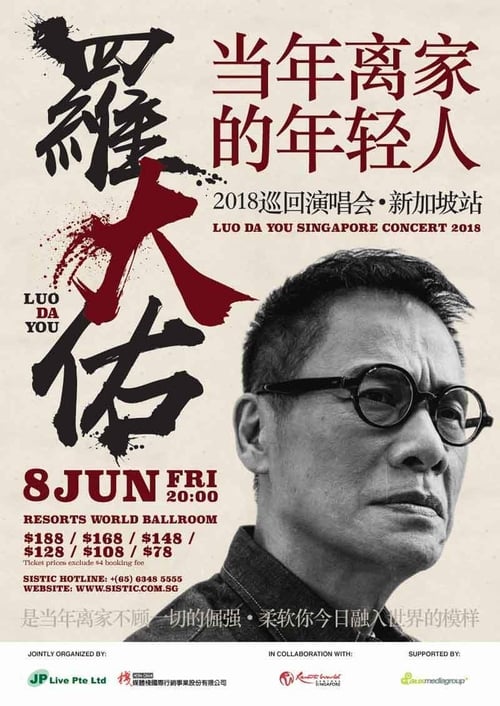 羅大佑
LUO
DA
YOU
当年离家
的年轻人
2018巡回演唱会•新加坡站
LUO DA YOU SINGAPORE CONCERT 2018
8 JUN FRI
20:00
RESORTS WORLD BALLROOM
$188 / $168 / $148 /
$128 / $108 / $78
Ticket prices exclude $4 booking fee
SISTIC HOTLINE: +(65) 6348 5555
WEBSITE: WWW.SISTIC.COM.SG
是当年离家不顾一切的倔强•柔软你今日融入世界的模样
JOINTLY ORGANIZED BY:
IN COLLABORATION WITH:
SUPPORTED BY:
JP Live Pte Ltd
媒體棧國際行銷事業股份有限公司
Resorts World
SINGAPORE
mediagroup